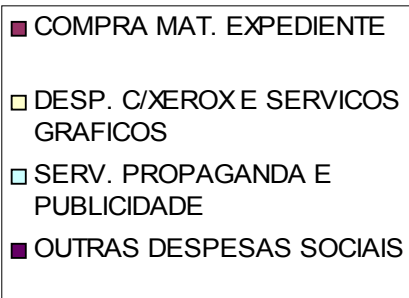 COMPRA MAT. EXPEDIENTE
DESP. C/XEROX E SERVICOS
GRAFICOS
SERV. PROPAGANDA E
PUBLICIDADE
OUTRAS DESPESAS SOCIAIS